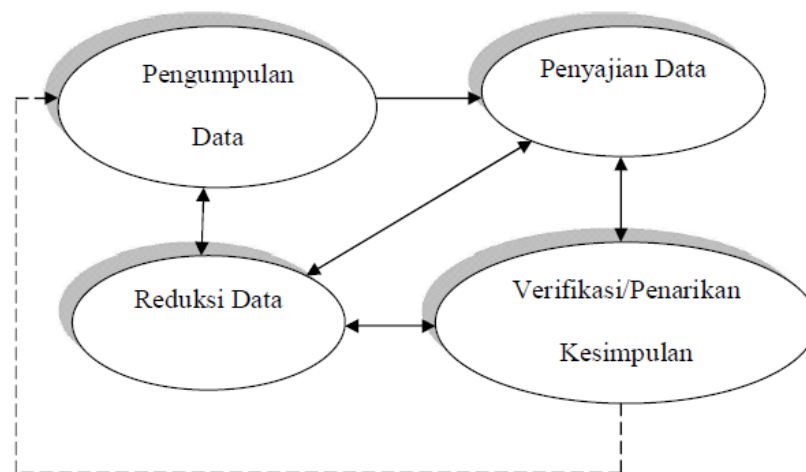 Pengumpulan
Data
Penyajian Data
Reduksi Data
Verifikasi/Penarikan
Kesimpulan